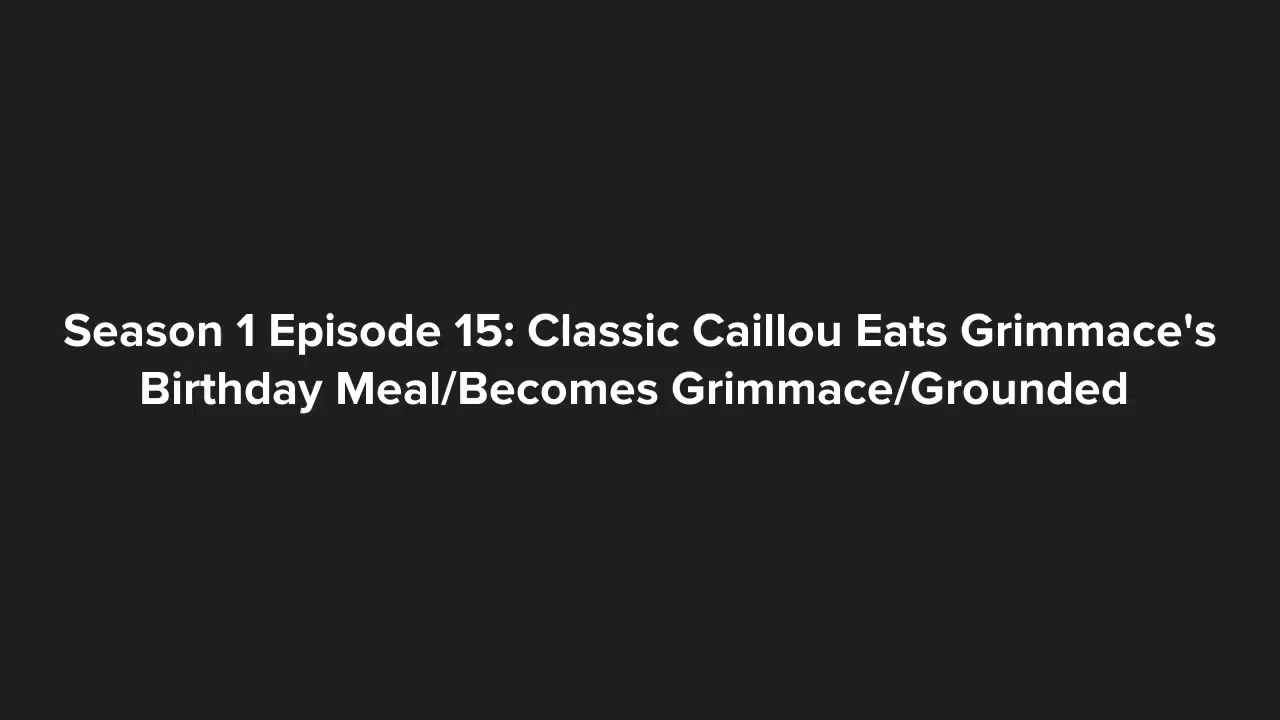 Season 1 Episode 15: Classic Caillou Eats Grimmace's
Birthday Meal/Becomes Grimmace/Grounded